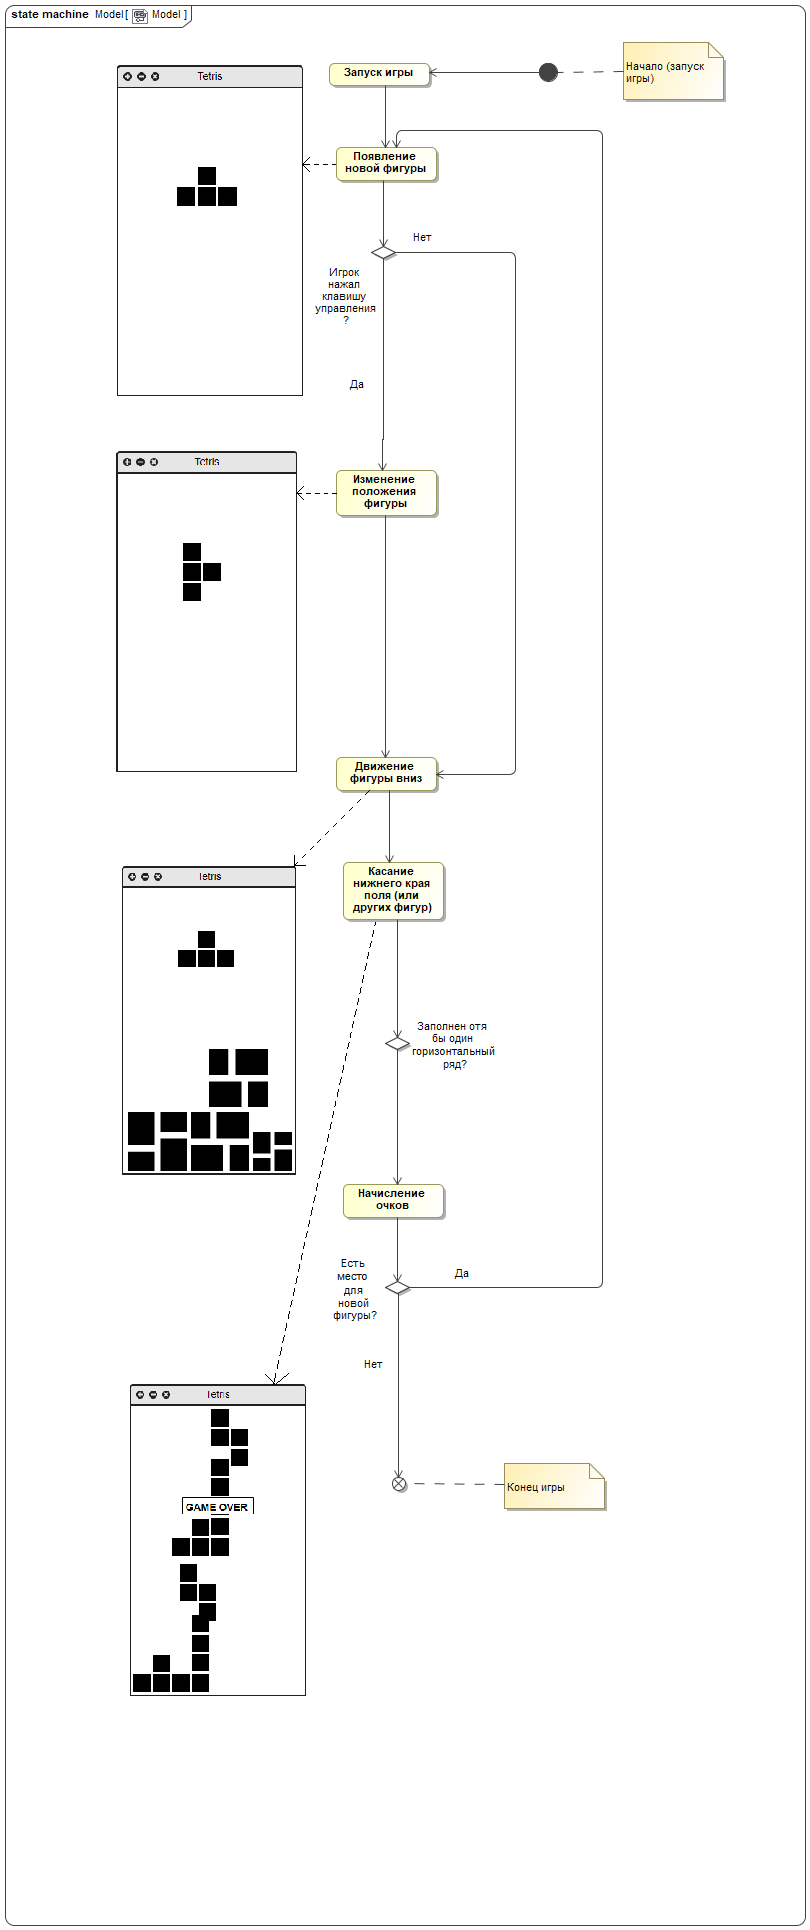 state machine Model [ Model ]
Начало (запуск
игры)
Запуск игры
Tetris
Появление
новой фигуры
Нет
Игрок
нажал
клавишу
управления
?
Да
Tetris
Изменение
положения
фигуры
Движение
фигуры вниз
Tetris
Касание
нижнего края
поля (или
других фигур)
Заполнен отя
бы один
горизонтальный
ряд?
Начисление
очков
Есть
место
для
новой
фигуры?
Да
Нет
Tetris
GAME OVER
Конец игры